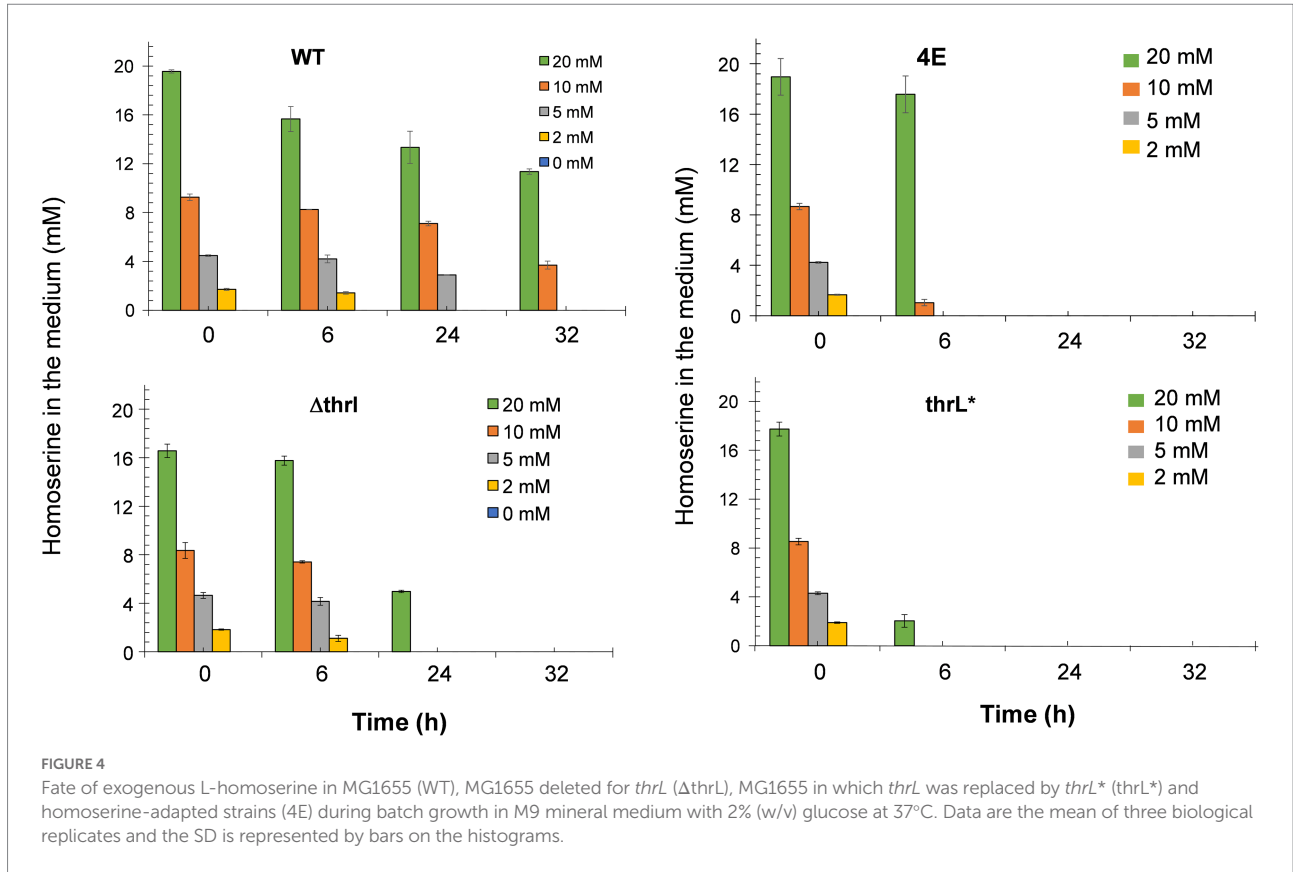 Homoserine in the medium (mM)
WT
20
16
12
8
4
0
20 mM
10 mM
5 mM
2 mM
0 mM
0 6 24 32
Δthrl
20
16
12
8
4
0
20 mM
10 mM
5 mM
2 mM
0 mM
0 6 24 32
Time (h)
Homoserine in the medium (mM)
4E
20
16
12
8
4
0
20 mM
10 mM
5 mM
2 mM
0 6 24 32
thrL*
20
16
12
8
4
0
20 mM
10 mM
5 mM
2 mM
0 6 24 32
Time (h)
FIGURE 4
Fate of exogenous L-homoserine in MG1655 (WT), MG1655 deleted for thrL (ΔthrL), MG1655 in which thrL was replaced by thrL* (thrL*) and
homoserine-adapted strains (4E) during batch growth in M9 mineral medium with 2% (w/v) glucose at 37°C. Data are the mean of three biological
replicates and the SD is represented by bars on the histograms.